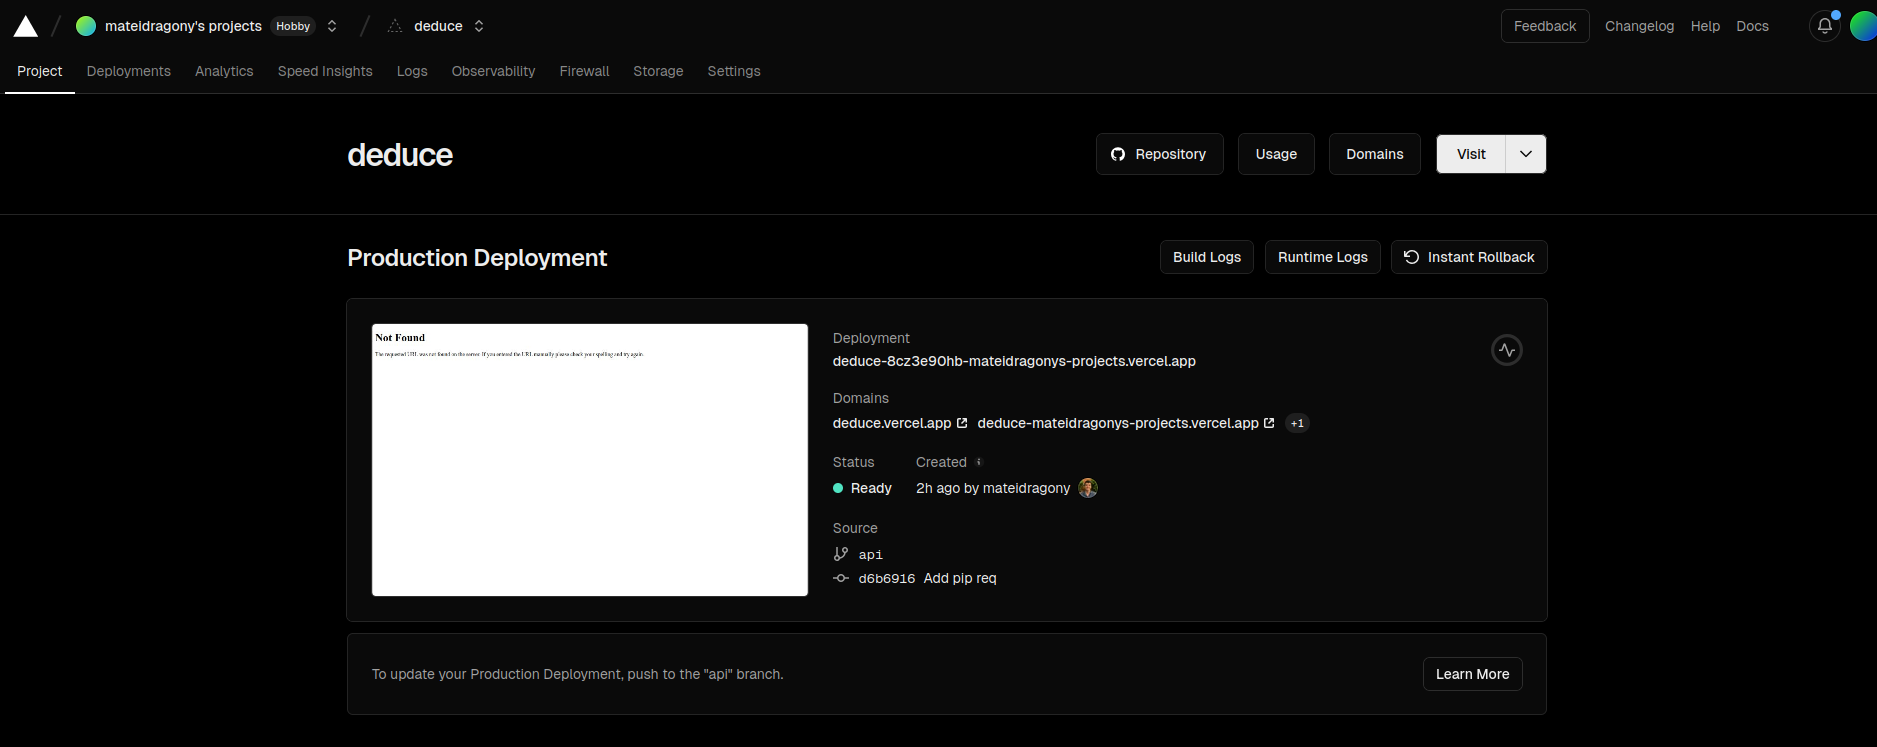 mateidragony's projects Hobby deduce Feedback Changelog Help Docs
Project Deployments Analytics Speed Insights Logs Observability Firewall Storage Settings
deduce Repository Usage Domains Visit
Production Deployment Build Logs Runtime Logs Instant Rollback
Not Found
The requested URL was not found on the server. If you entered the URL manually please check your spelling and try again.
Deployment
deduce-8cz3e90hb-mateidragonys-projects.vercel.app
Domains
deduce.vercel.app deduce-mateidragonys-projects.vercel.app +1
Status Created
Ready 2h ago by mateidragony
Source
api
d6b6916 Add pip req
To update your Production Deployment, push to the "api" branch. Learn More